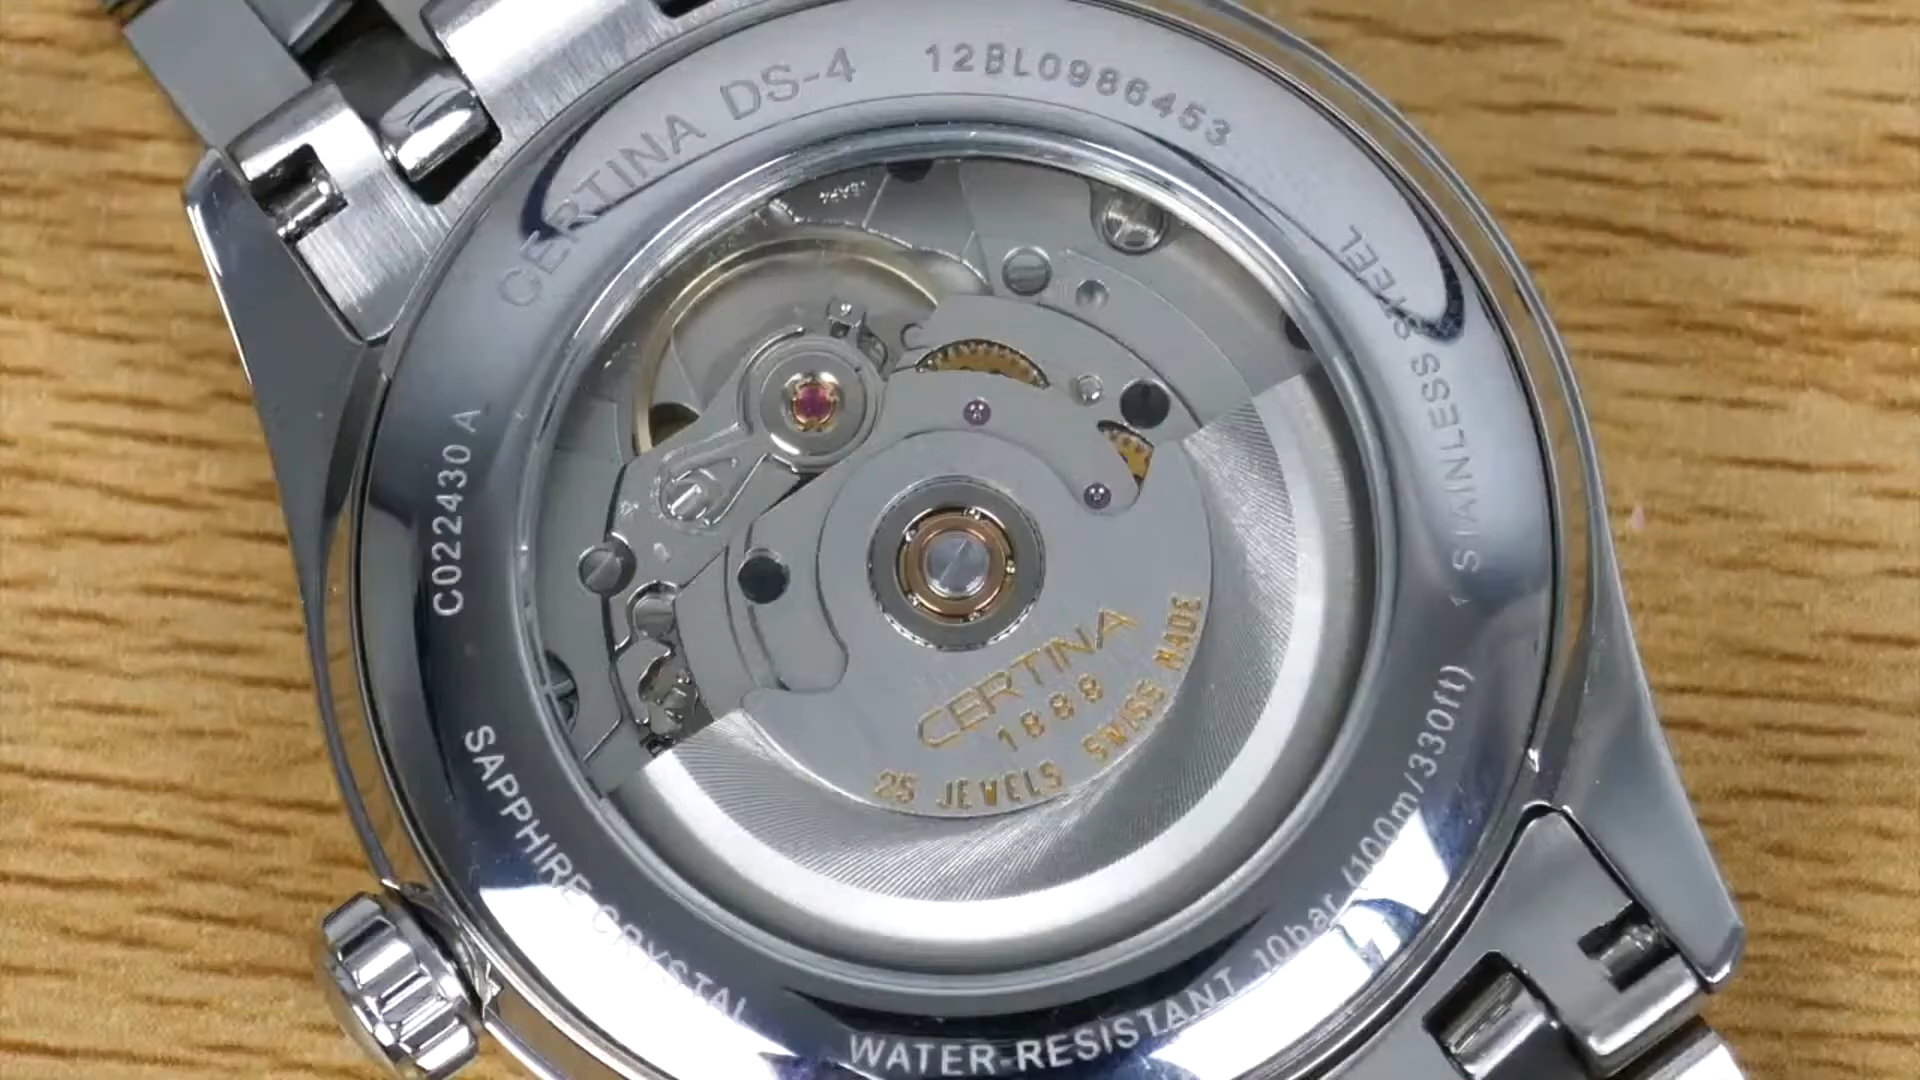 CERTINA DS-4
12BL0986453
STAINLESS STEEL
WATER-RESISTANT 10bar (100m/330ft)
SAPPHIRE CRYSTAL
C022430 A
CERTINA
1888
25 JEWELS SWISS MADE